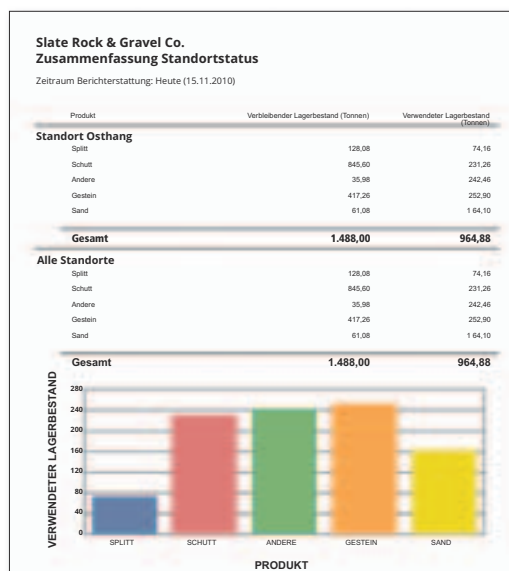 Slate Rock & Gravel Co.
Zusammenfassung Standortstatus
Zeitraum Berichterstattung: Heute (15.11.2010)
Produkt Verbleibender Lagerbestand (Tonnen) Verwendeter Lagerbestand (Tonnen)
Standort Osthang
Splitt 128,08 74,16
Schutt 845,60 231,26
Andere 35,98 242,46
Gestein 417,26 252,90
Sand 61,08 1 64,10
Gesamt 1.488,00 964,88
Alle Standorte
Splitt 128,08 74,16
Schutt 845,60 231,26
Andere 35,98 242,46
Gestein 417,26 252,90
Sand 61,08 1 64,10
Gesamt 1.488,00 964,88
VERWENDETER LAGERBESTAND
280
240
200
160
120
80
40
0
SPLITT SCHUTT ANDERE GESTEIN SAND
PRODUKT